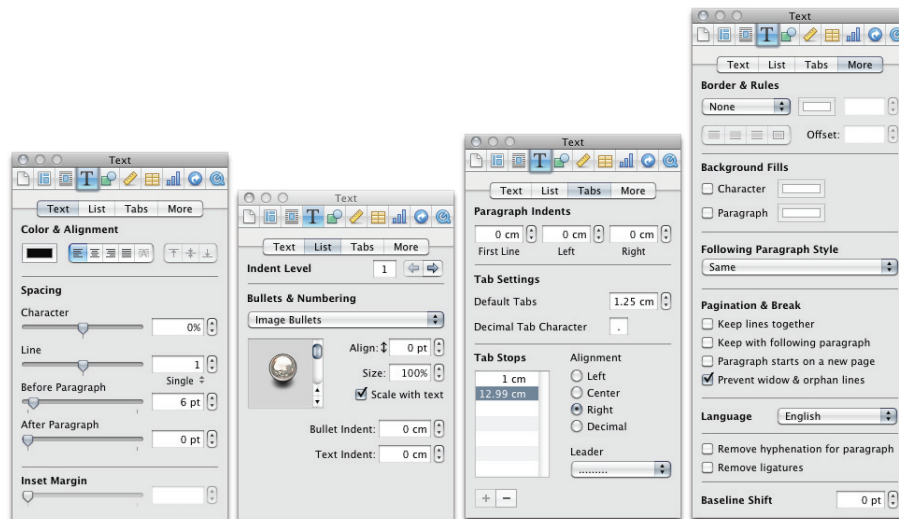 Text
Text List Tabs More
Color & Alignment
Spacing
Character
0%
Line
1
Single
Before Paragraph
6 pt
After Paragraph
0 pt
Inset Margin
Text
Text List Tabs More
Indent Level 1
Bullets & Numbering
Image Bullets
Align: 0 pt
Size: 100%
Scale with text
Bullet Indent: 0 cm
Text Indent: 0 cm
Text
Text List Tabs More
Paragraph Indents
0 cm 0 cm 0 cm
First Line Left Right
Tab Settings
Default Tabs 1.25 cm
Decimal Tab Character .
Tab Stops
1 cm
12.99 cm
Alignment
Left
Center
Right
Decimal
Leader
.........
Text
Text List Tabs More
Border & Rules
None
Offset:
Background Fills
Character
Paragraph
Following Paragraph Style
Same
Pagination & Break
Keep lines together
Keep with following paragraph
Paragraph starts on a new page
Prevent widow & orphan lines
Language English
Remove hyphenation for paragraph
Remove ligatures
Baseline Shift 0 pt